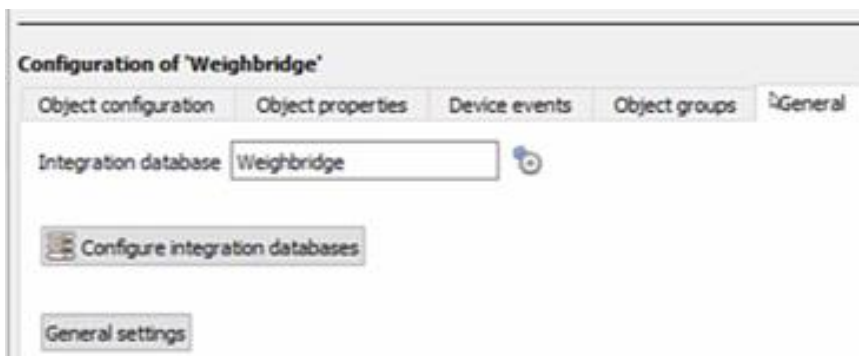 Configuration of 'Weighbridge'
Object configuration Object properties Device events Object groups General
Integration database Weighbridge
Configure integration databases
General settings